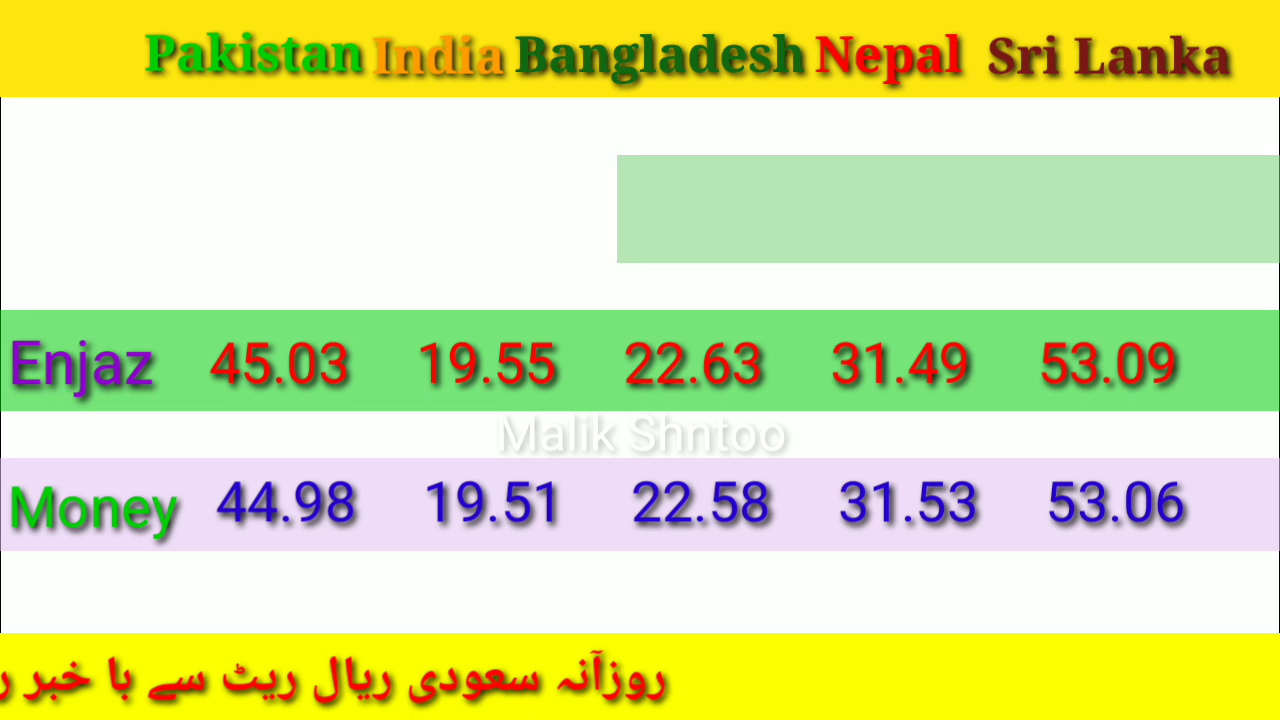 Pakistan India Bangladesh Nepal Sri Lanka
Enjaz 45.03 19.55 22.63 31.49 53.09
Malik Shntoo
Money 44.98 19.51 22.58 31.53 53.06
روزآنہ سعودی ریال ریٹ سے با خبر ر